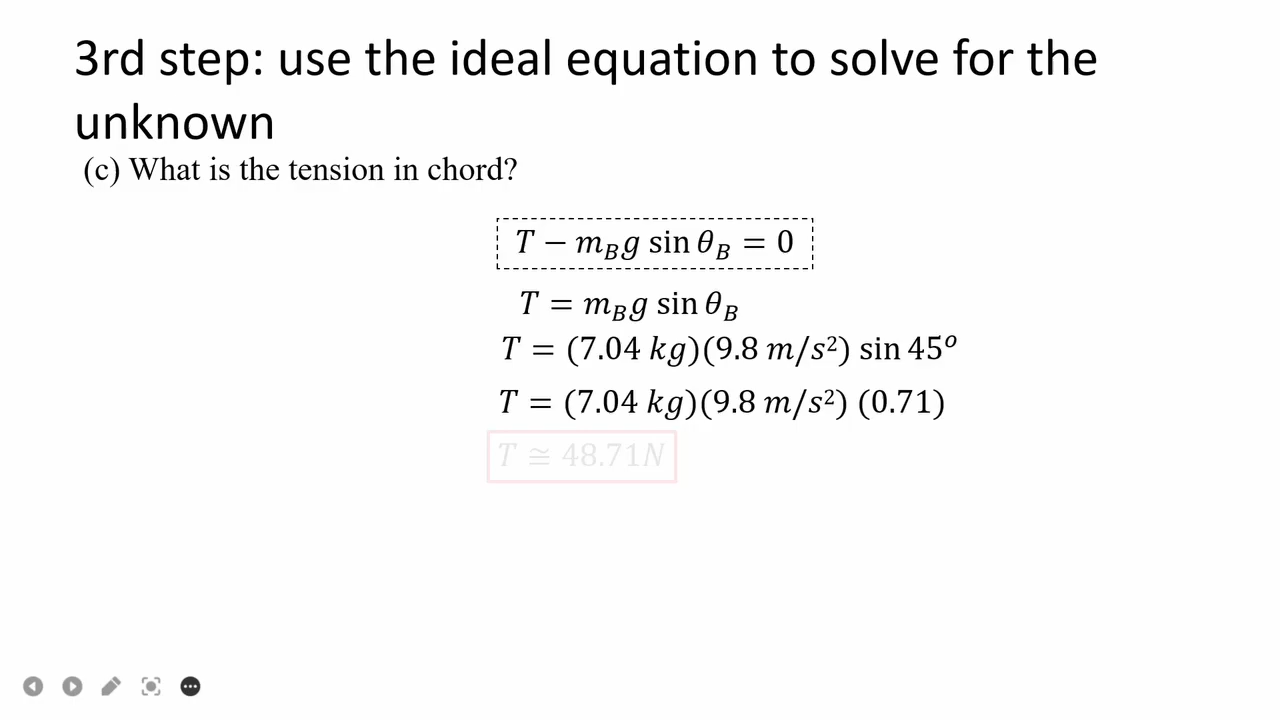 3rd step: use the ideal equation to solve for the
unknown
(c) What is the tension in chord?
T − m_B g sin θ_B = 0
T = m_B g sin θ_B
T = (7.04 kg)(9.8 m/s²) sin 45°
T = (7.04 kg)(9.8 m/s²) (0.71)
T ≅ 48.71N